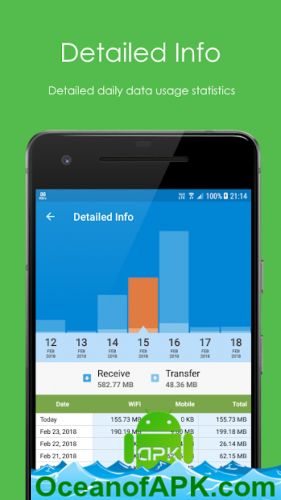 Detailed Info
Detailed daily data usage statistics
21:14
Detailed Info
12 13 14 15 16 17 18
FEB FEB FEB FEB FEB FEB FEB
2018 2018 2018 2018 2018 2018 2018
Receive Transfer
582.77 MB 48.36 MB
Date WiFi Mobile Total
Today 155.73 MB 0 KB 155.73 MB
Feb 23, 2018 190.19 199.18 MB
Feb 22, 2018 26.14 MB
Feb 21, 2018 62.15 MB
APK
OceanofAPK.com